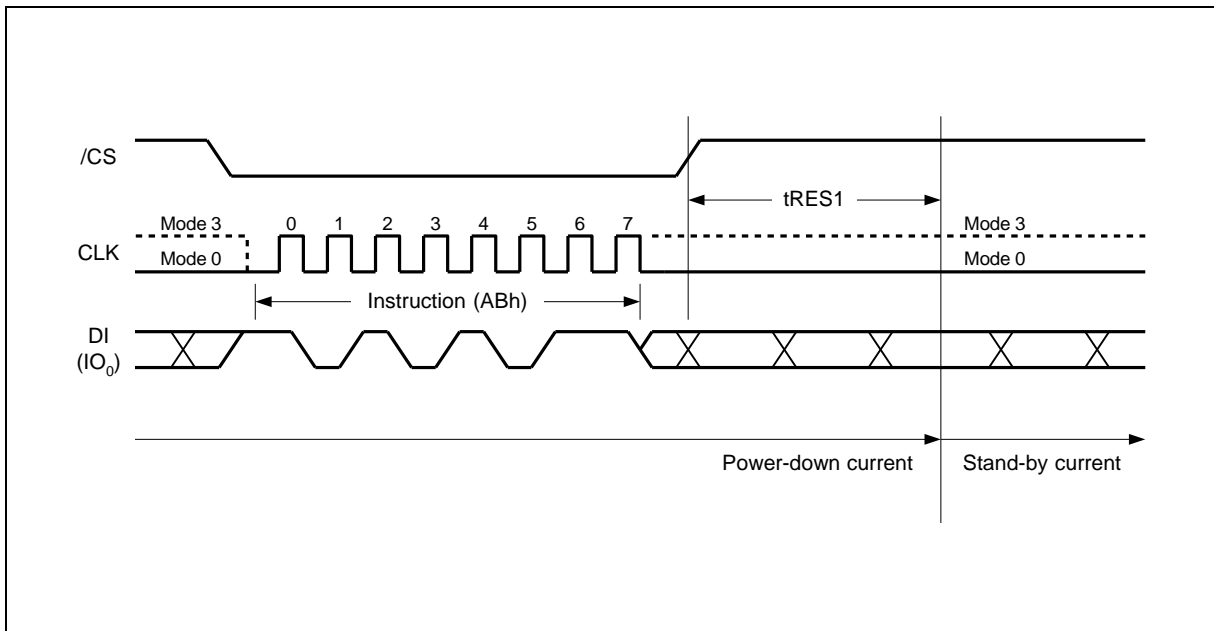 /CS
tRES1
Mode 3 0 1 2 3 4 5 6 7 Mode 3
CLK
Mode 0 Mode 0
Instruction (ABh)
DI
(IO₀)
Power-down current Stand-by current